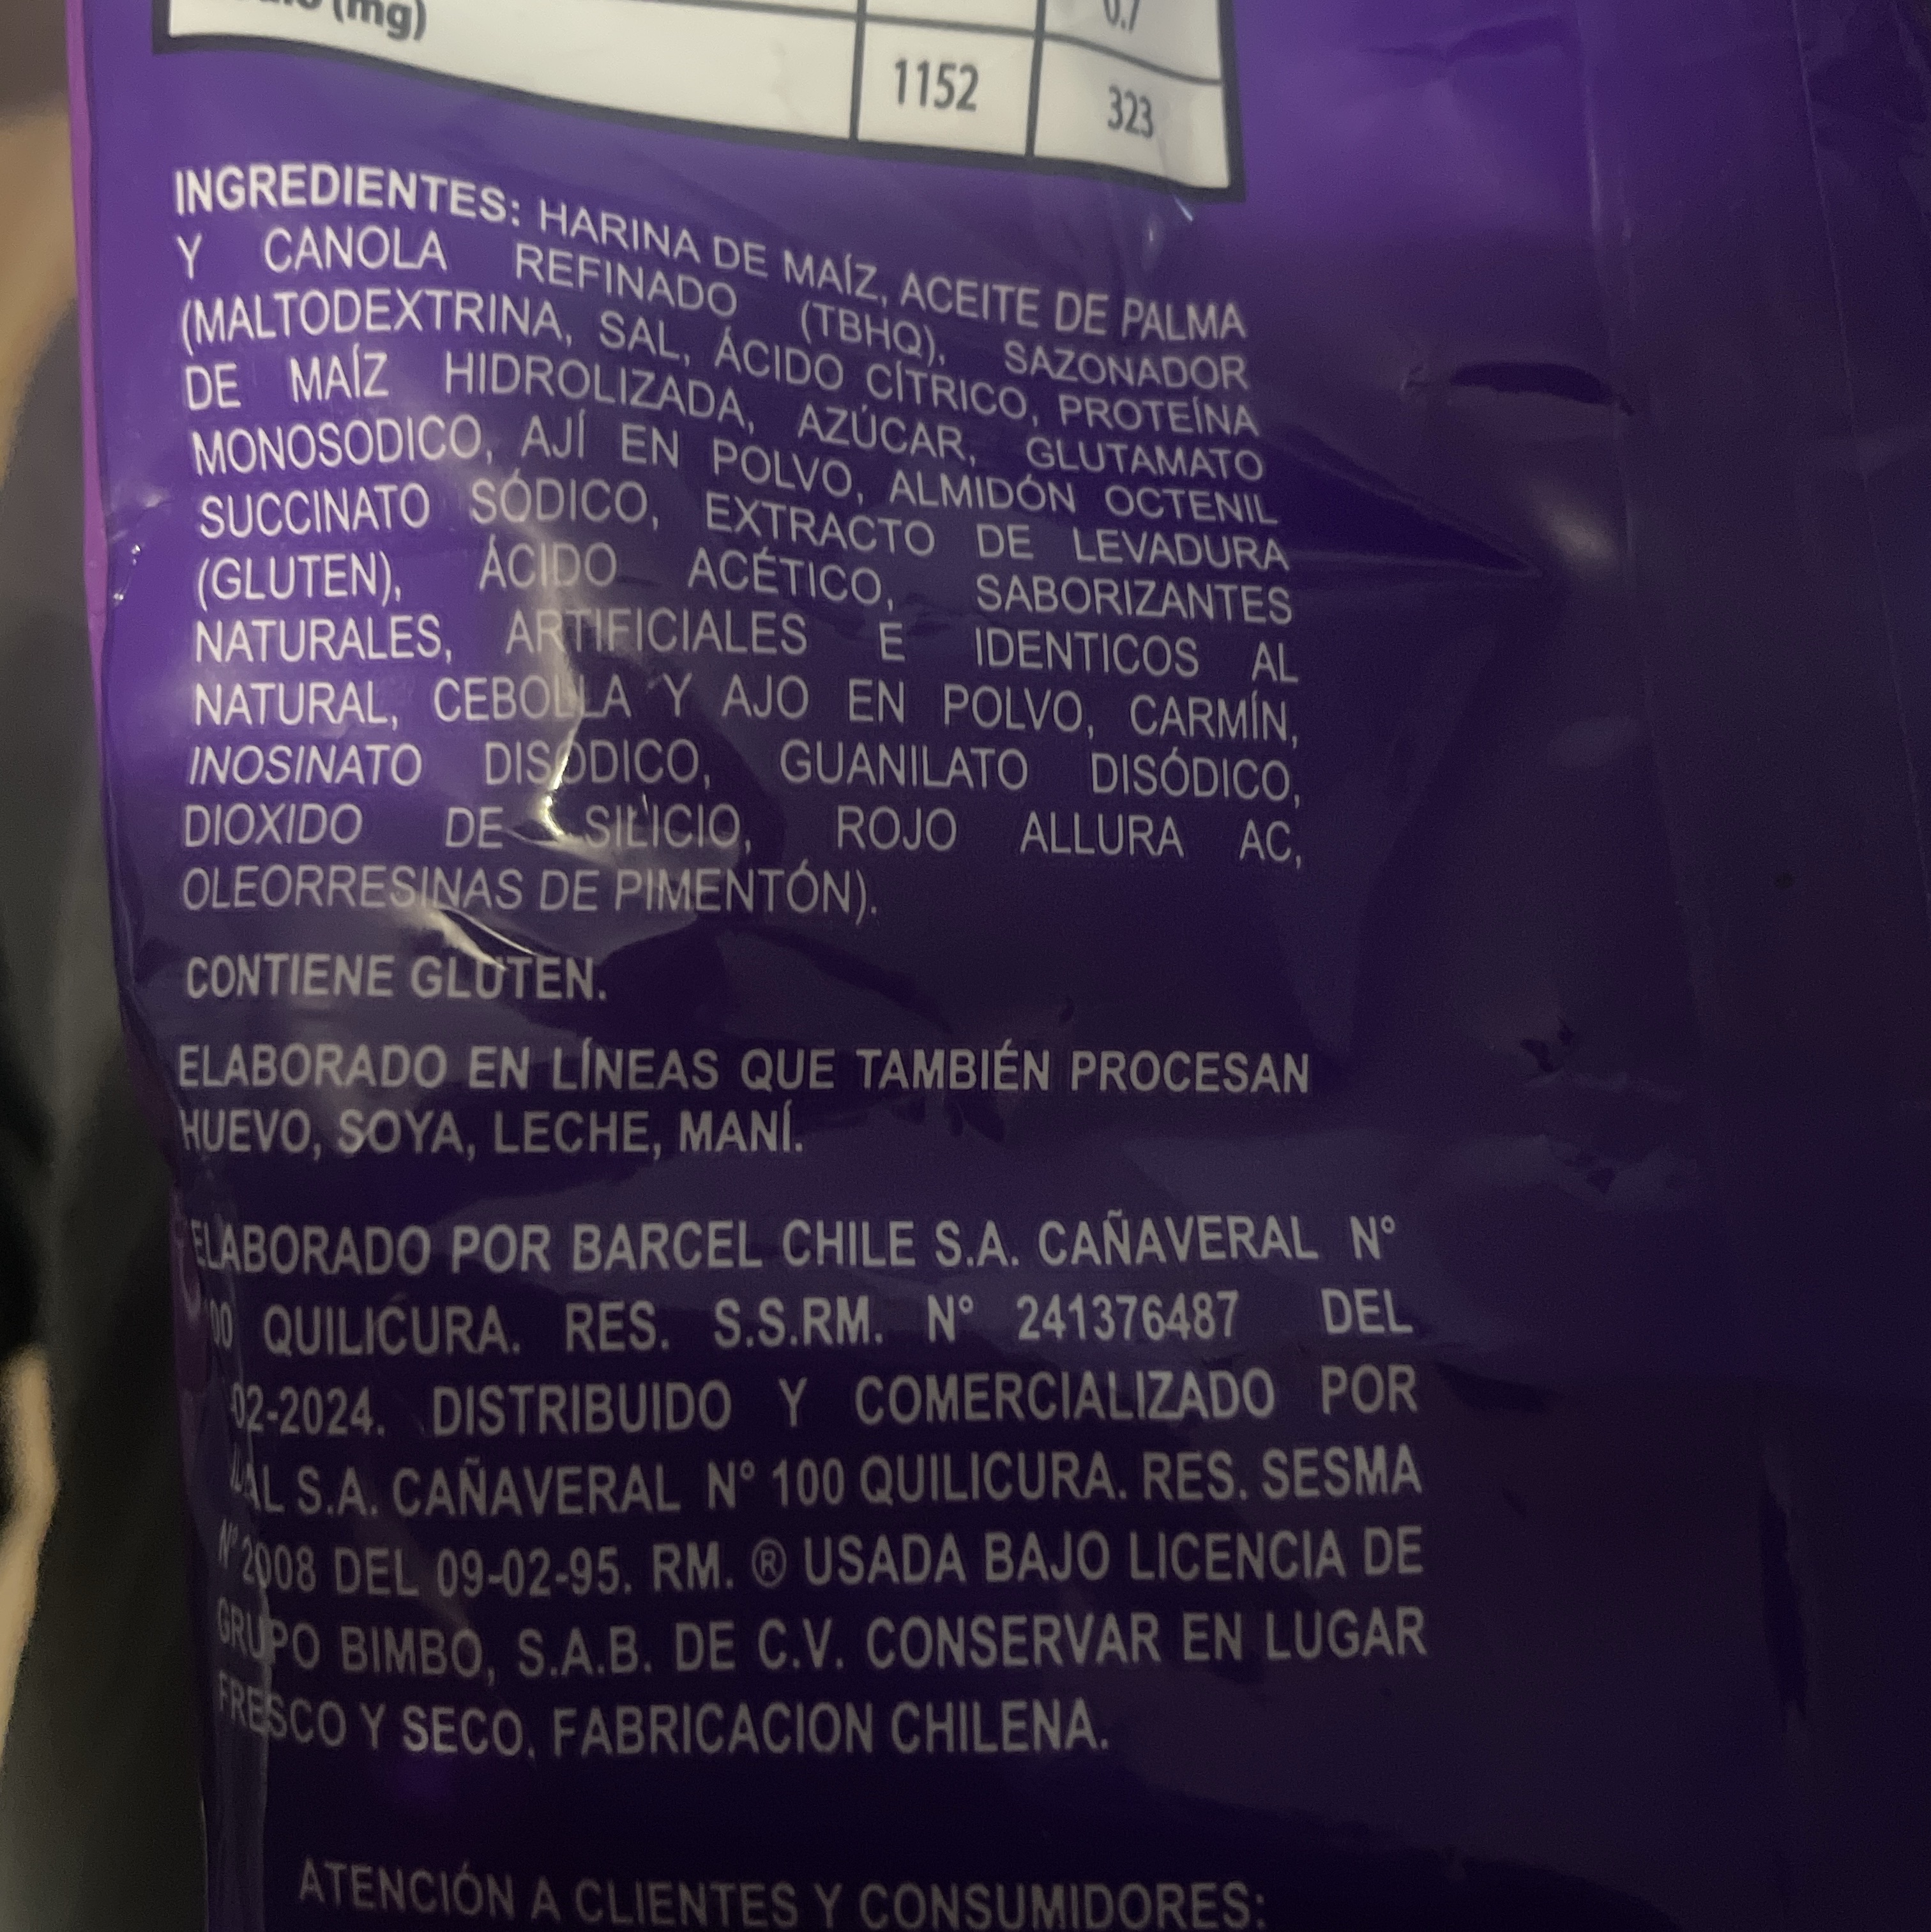 (mg)
0.7
1152 323
INGREDIENTES: HARINA DE MAÍZ, ACEITE DE PALMA
Y CANOLA REFINADO (TBHQ), SAZONADOR
(MALTODEXTRINA, SAL, ÁCIDO CÍTRICO, PROTEÍNA
DE MAÍZ HIDROLIZADA, AZÚCAR, GLUTAMATO
MONOSODICO, AJÍ EN POLVO, ALMIDÓN OCTENIL
SUCCINATO SÓDICO, EXTRACTO DE LEVADURA
(GLUTEN), ÁCIDO ACÉTICO, SABORIZANTES
NATURALES, ARTIFICIALES E IDENTICOS AL
NATURAL, CEBOLLA Y AJO EN POLVO, CARMÍN,
INOSINATO DISÓDICO, GUANILATO DISÓDICO,
DIOXIDO DE SILICIO, ROJO ALLURA AC,
OLEORRESINAS DE PIMENTÓN).
CONTIENE GLUTEN.
ELABORADO EN LÍNEAS QUE TAMBIÉN PROCESAN
HUEVO, SOYA, LECHE, MANÍ.
ELABORADO POR BARCEL CHILE S.A. CAÑAVERAL N°
QUILICURA. RES. S.S.RM. N° 241376487 DEL
02-2024. DISTRIBUIDO Y COMERCIALIZADO POR
S.A. CAÑAVERAL N° 100 QUILICURA. RES. SESMA
N° 2008 DEL 09-02-95. RM. ® USADA BAJO LICENCIA DE
GRUPO BIMBO, S.A.B. DE C.V. CONSERVAR EN LUGAR
FRESCO Y SECO, FABRICACION CHILENA.
ATENCIÓN A CLIENTES Y CONSUMIDORES: